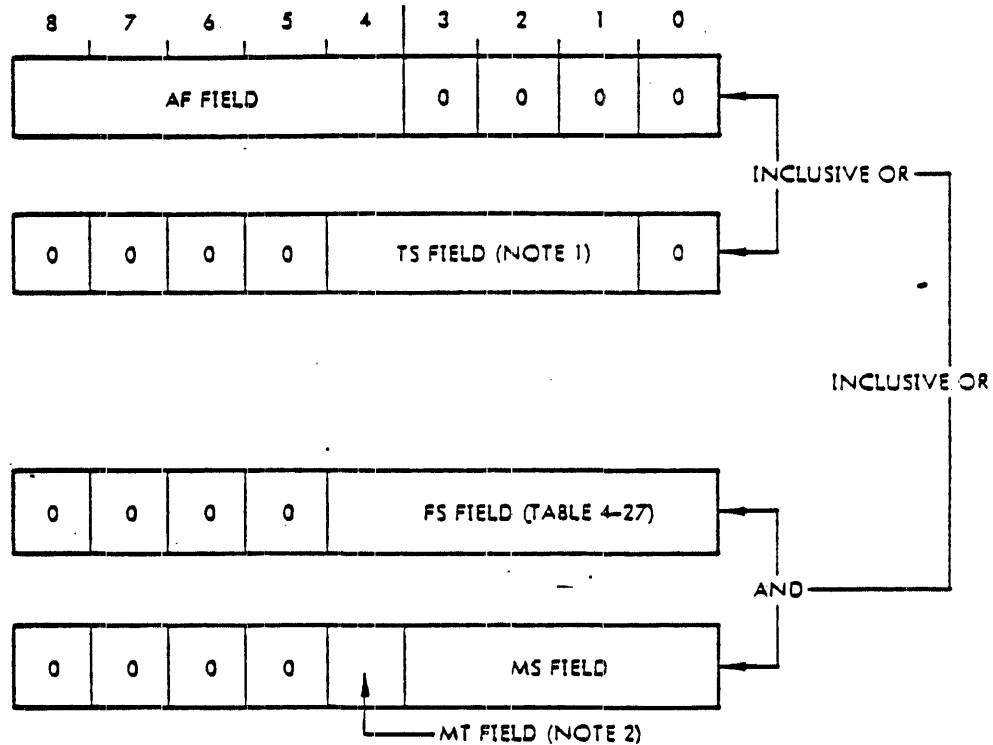 8 7 6 5 4 3 2 1 0
AF FIELD 0 0 0 0
INCLUSIVE OR
0 0 0 0 TS FIELD (NOTE 1) 0
INCLUSIVE OR
0 0 0 0 FS FIELD (TABLE 4-27)
AND
0 0 0 0 MS FIELD
MT FIELD (NOTE 2)